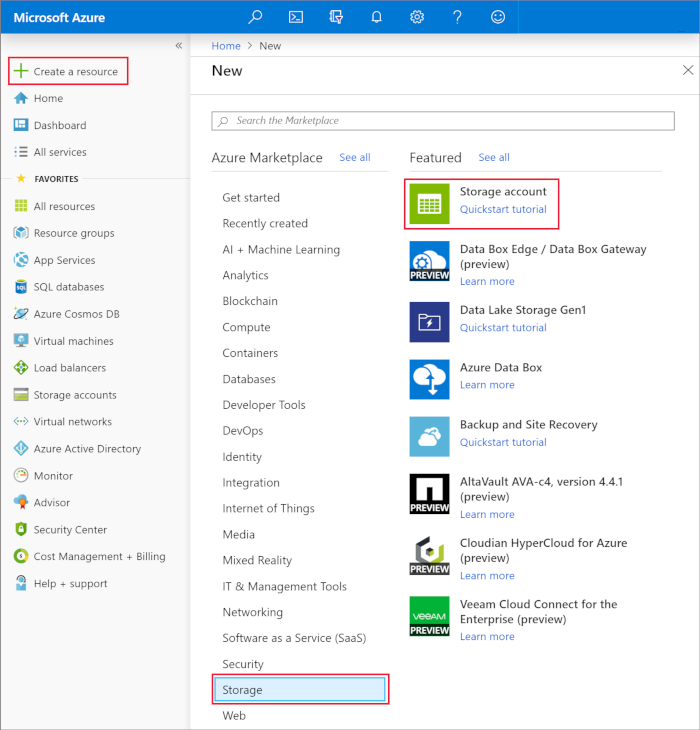 Microsoft Azure
Home > New
New
Create a resource
Home
Dashboard
All services
FAVORITES
All resources
Resource groups
App Services
SQL databases
Azure Cosmos DB
Virtual machines
Load balancers
Storage accounts
Virtual networks
Azure Active Directory
Monitor
Advisor
Security Center
Cost Management + Billing
Help + support
Search the Marketplace
Azure Marketplace See all
Get started
Recently created
AI + Machine Learning
Analytics
Blockchain
Compute
Containers
Databases
Developer Tools
DevOps
Identity
Integration
Internet of Things
Media
Mixed Reality
IT & Management Tools
Networking
Software as a Service (SaaS)
Security
Storage
Web
Featured See all
Storage account
Quickstart tutorial
Data Box Edge / Data Box Gateway
(preview)
PREVIEW
Learn more
Data Lake Storage Gen1
Quickstart tutorial
Azure Data Box
Learn more
Backup and Site Recovery
Quickstart tutorial
AltaVault AVA-c4, version 4.4.1
(preview)
PREVIEW
Learn more
Cloudian HyperCloud for Azure
(preview)
PREVIEW
Learn more
Veeam Cloud Connect for the
Enterprise (preview)
veeam
PREVIEW
Learn more